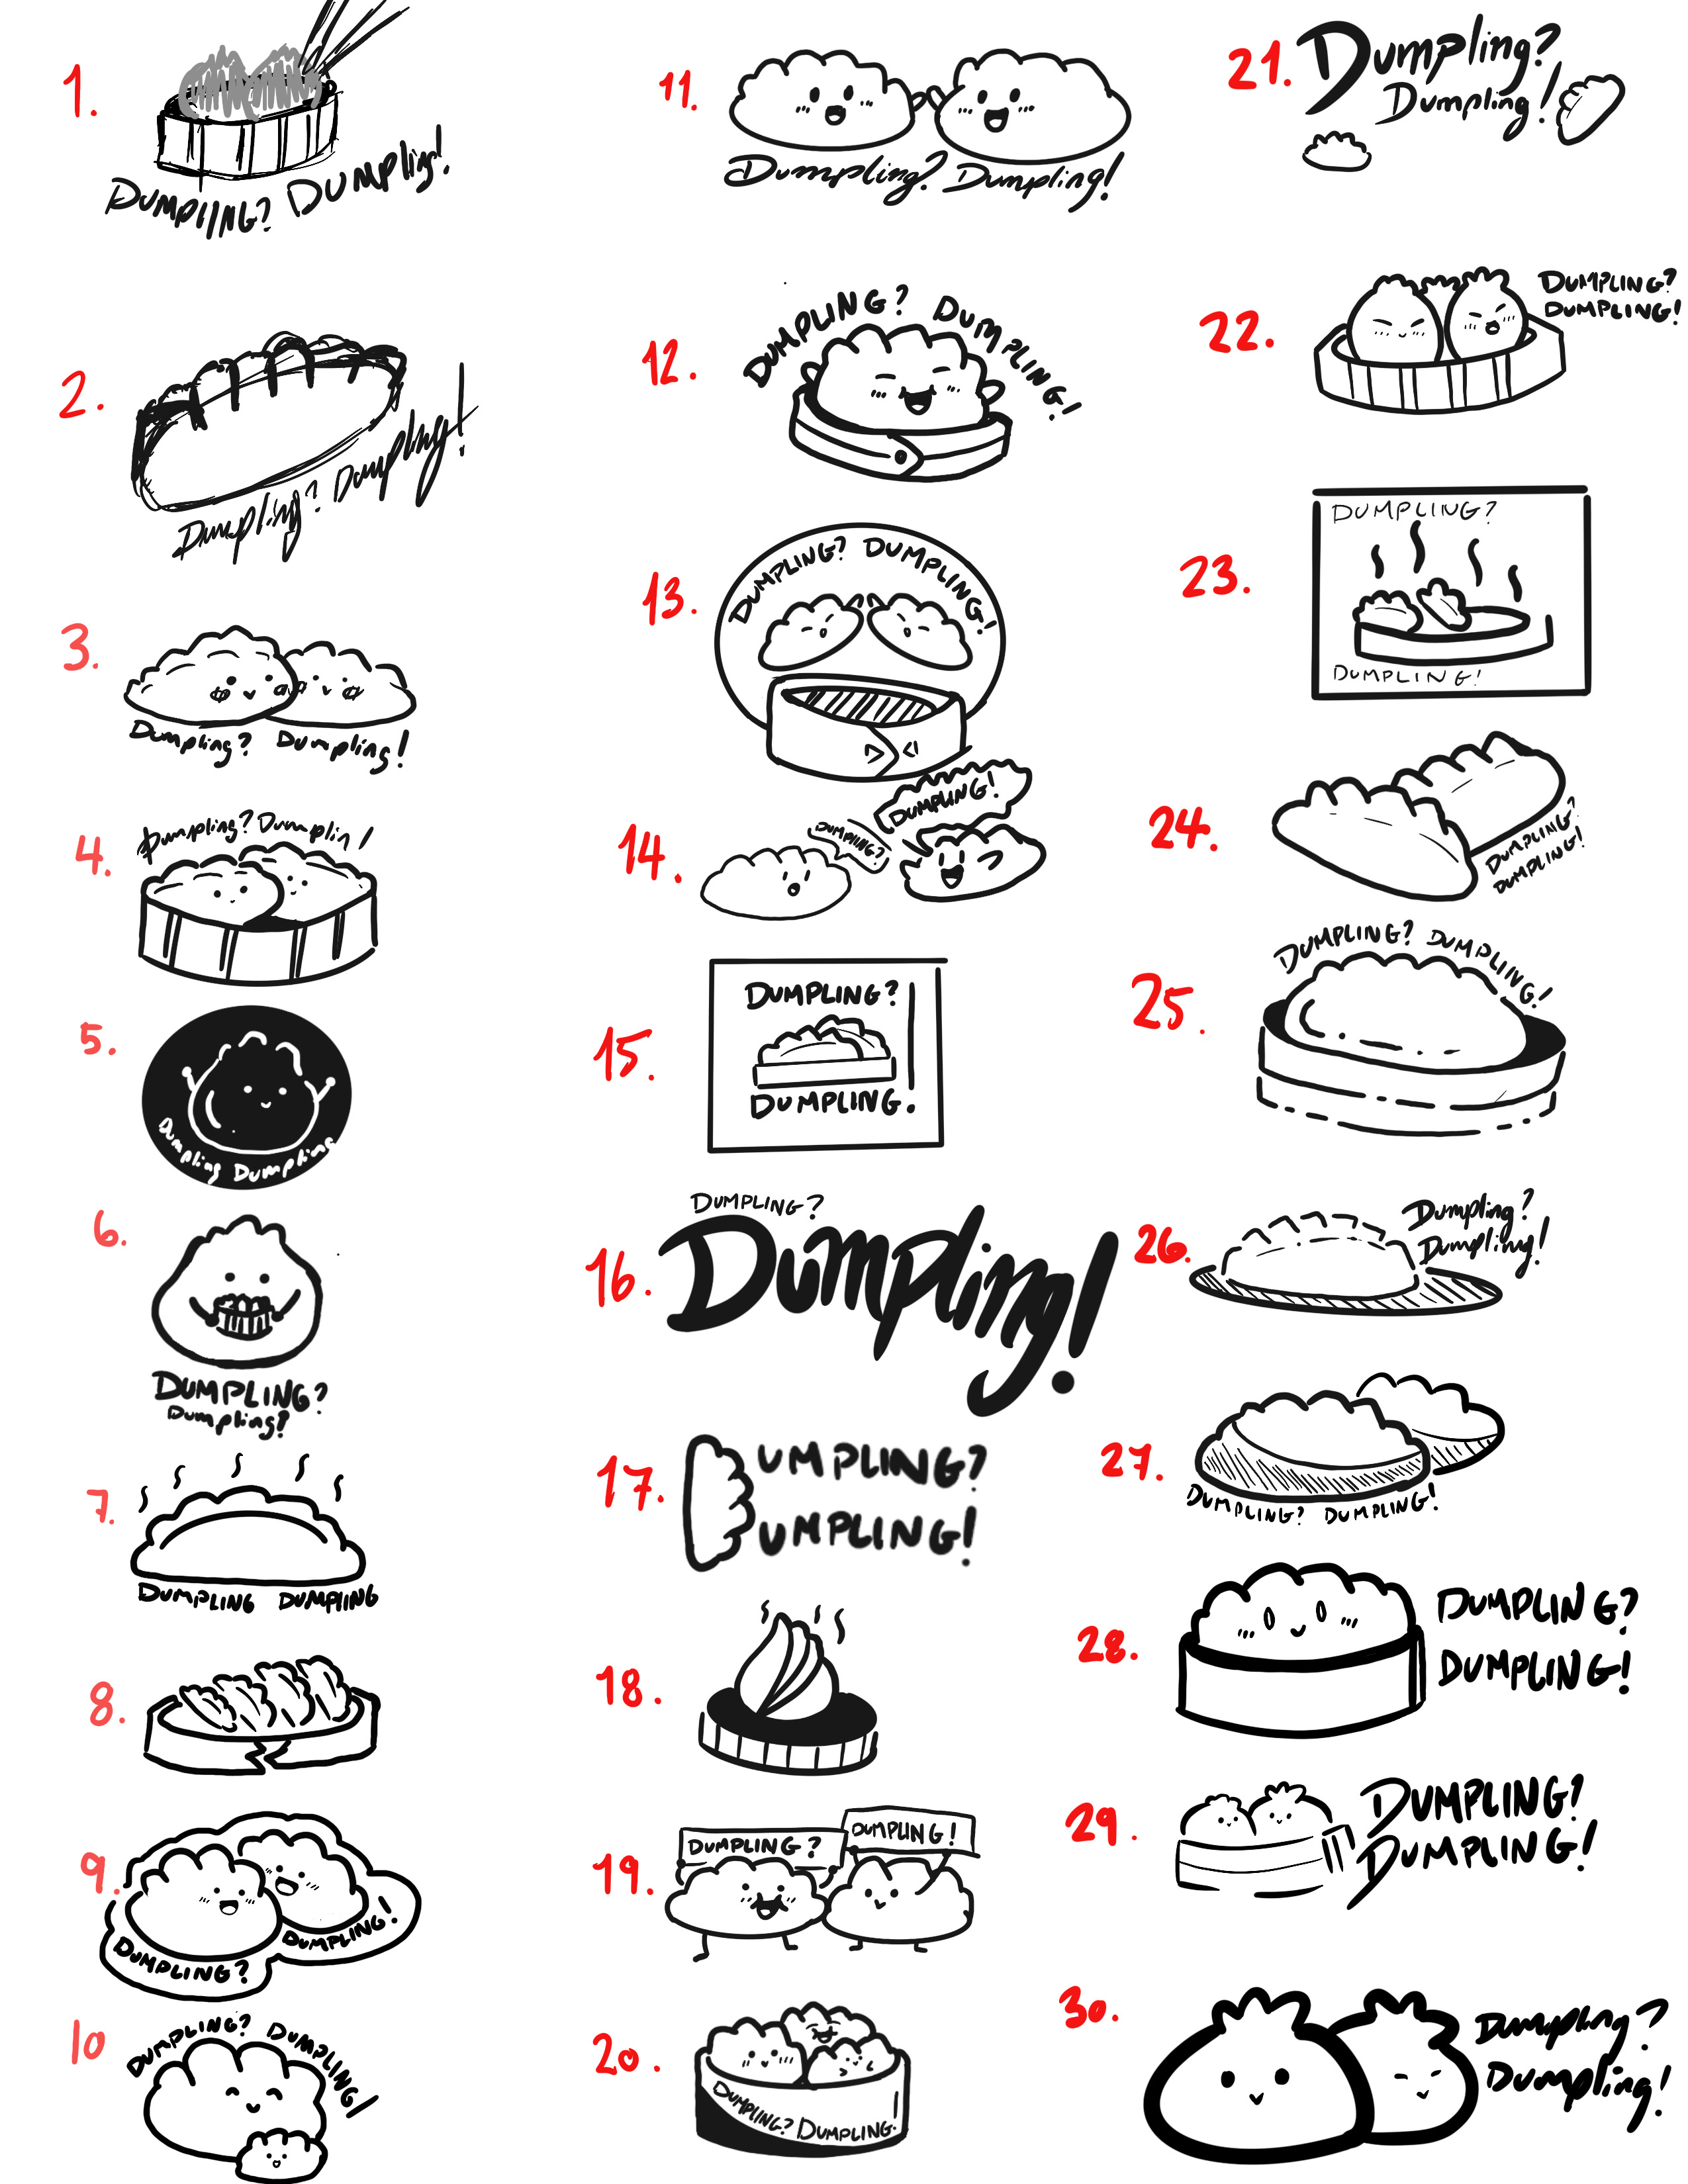 1.
DUMPLING? DUMPLING!
2.
Dumpling? Dumpling!
3.
Dumpling? Dumpling!
4.
Dumpling? Dumplin!
5.
Dumpling Dumpling
6.
DUMPLING?
Dumpling?
7.
DUMPLING DUMPLING
8.
9.
DUMPLING? DUMPLING!
10
DUMPLING? DUMPLING!
11.
Dumpling? Dumpling!
12.
DUMPLING? DUMPLING!
13.
DUMPLING? DUMPLING!
14.
DUMPLING?
DUMPLING!
15.
DUMPLING?
DUMPLING!
16.
DUMPLING?
Dumpling!
17.
UMPLING?
UMPLING!
18.
19.
DUMPLING? DUMPLING!
20.
DUMPLING? DUMPLING!
21.
Dumpling?
Dumpling!
22.
DUMPLING?
DUMPLING!
23.
DUMPLING?
DUMPLING!
24.
DUMPLING?
DUMPLING!
25.
DUMPLING? DUMPLING!
26.
Dumpling?
Dumpling!
27.
DUMPLING? DUMPLING!
28.
DUMPLING?
DUMPLING!
29.
DUMPLING?
DUMPLING!
30.
Dumpling?
Dumpling!